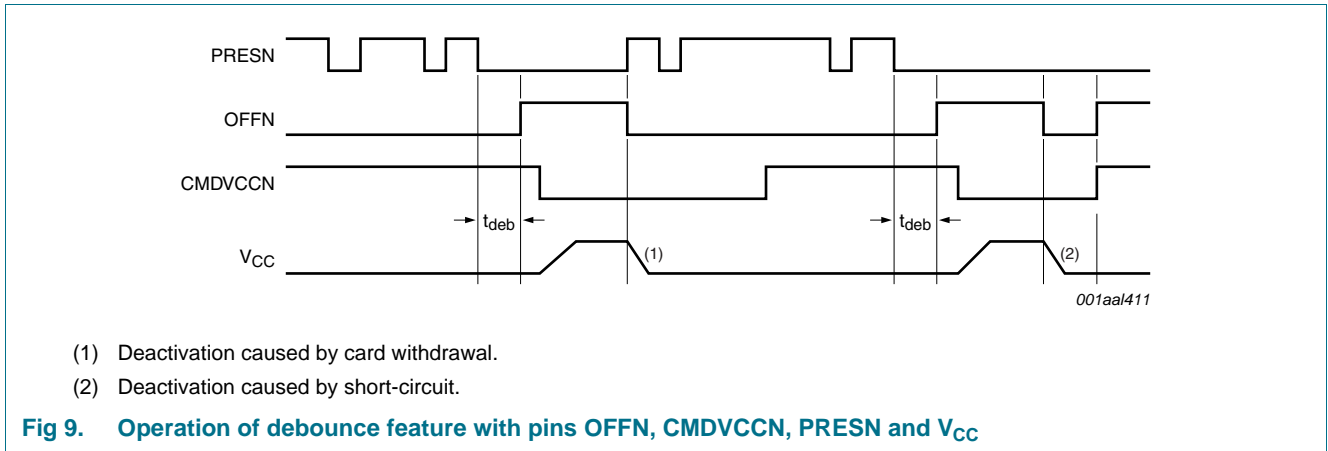 PRESN
OFFN
CMDVCCN
tdeb
tdeb
VCC
(1)
(2)
001aal411
(1) Deactivation caused by card withdrawal.
(2) Deactivation caused by short-circuit.
Fig 9. Operation of debounce feature with pins OFFN, CMDVCCN, PRESN and VCC